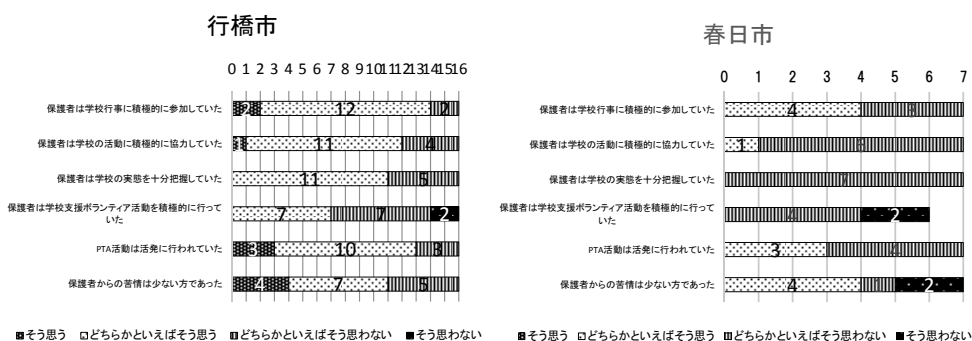 行橋市
0 1 2 3 4 5 6 7 8 9 10 11 12 13 14 15 16
保護者は学校行事に積極的に参加していた
2 12 2
保護者は学校の活動に積極的に協力していた
1 11 4
保護者は学校の実態を十分把握していた
11 5
保護者は学校支援ボランティア活動を積極的に行って
いた
7 7 2
PTA活動は活発に行われていた
3 10 3
保護者からの苦情は少ない方であった
4 7 5
そう思う どちらかといえばそう思う どちらかといえばそう思わない そう思わない
春日市
0 1 2 3 4 5 6 7
保護者は学校行事に積極的に参加していた
4 3
保護者は学校の活動に積極的に協力していた
1 6
保護者は学校の実態を十分把握していた
7
保護者は学校支援ボランティア活動を積極的に行って
いた
4 2
PTA活動は活発に行われていた
3 4
保護者からの苦情は少ない方であった
4 1 2
そう思う どちらかといえばそう思う どちらかといえばそう思わない そう思わない